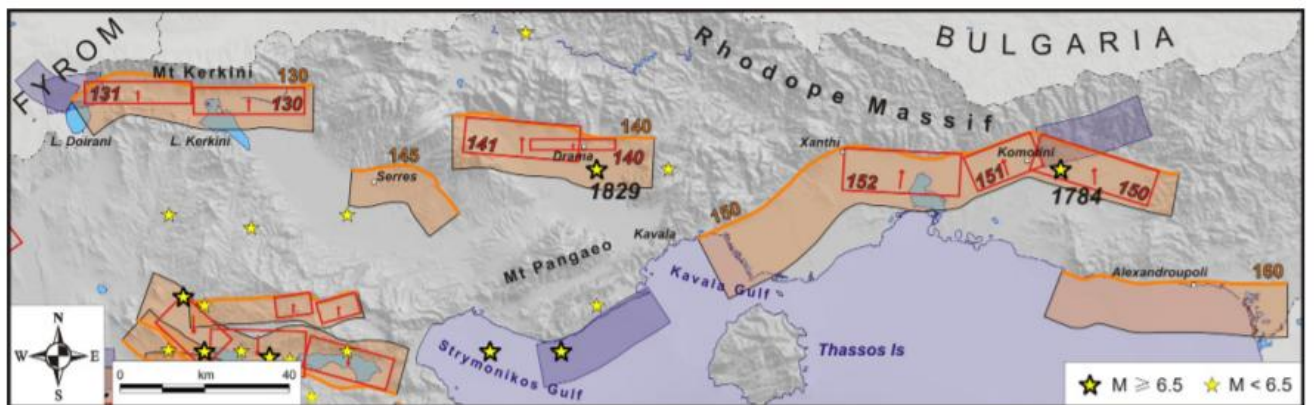 BULGARIA
FYROM
Rhodope Massif
Mt Kerkini
130
131
130
L. Doirani
L. Kerkini
145
Serres
140
141
Drama
140
1829
Xanthi
Komotini
152
151
150
1784
150
Kavala
Mt Pangaeo
Kavala Gulf
Alexandroupoli
160
Strymonikos Gulf
Thassos Is
N
W
E
S
0
km
40
M ≥ 6.5
M < 6.5